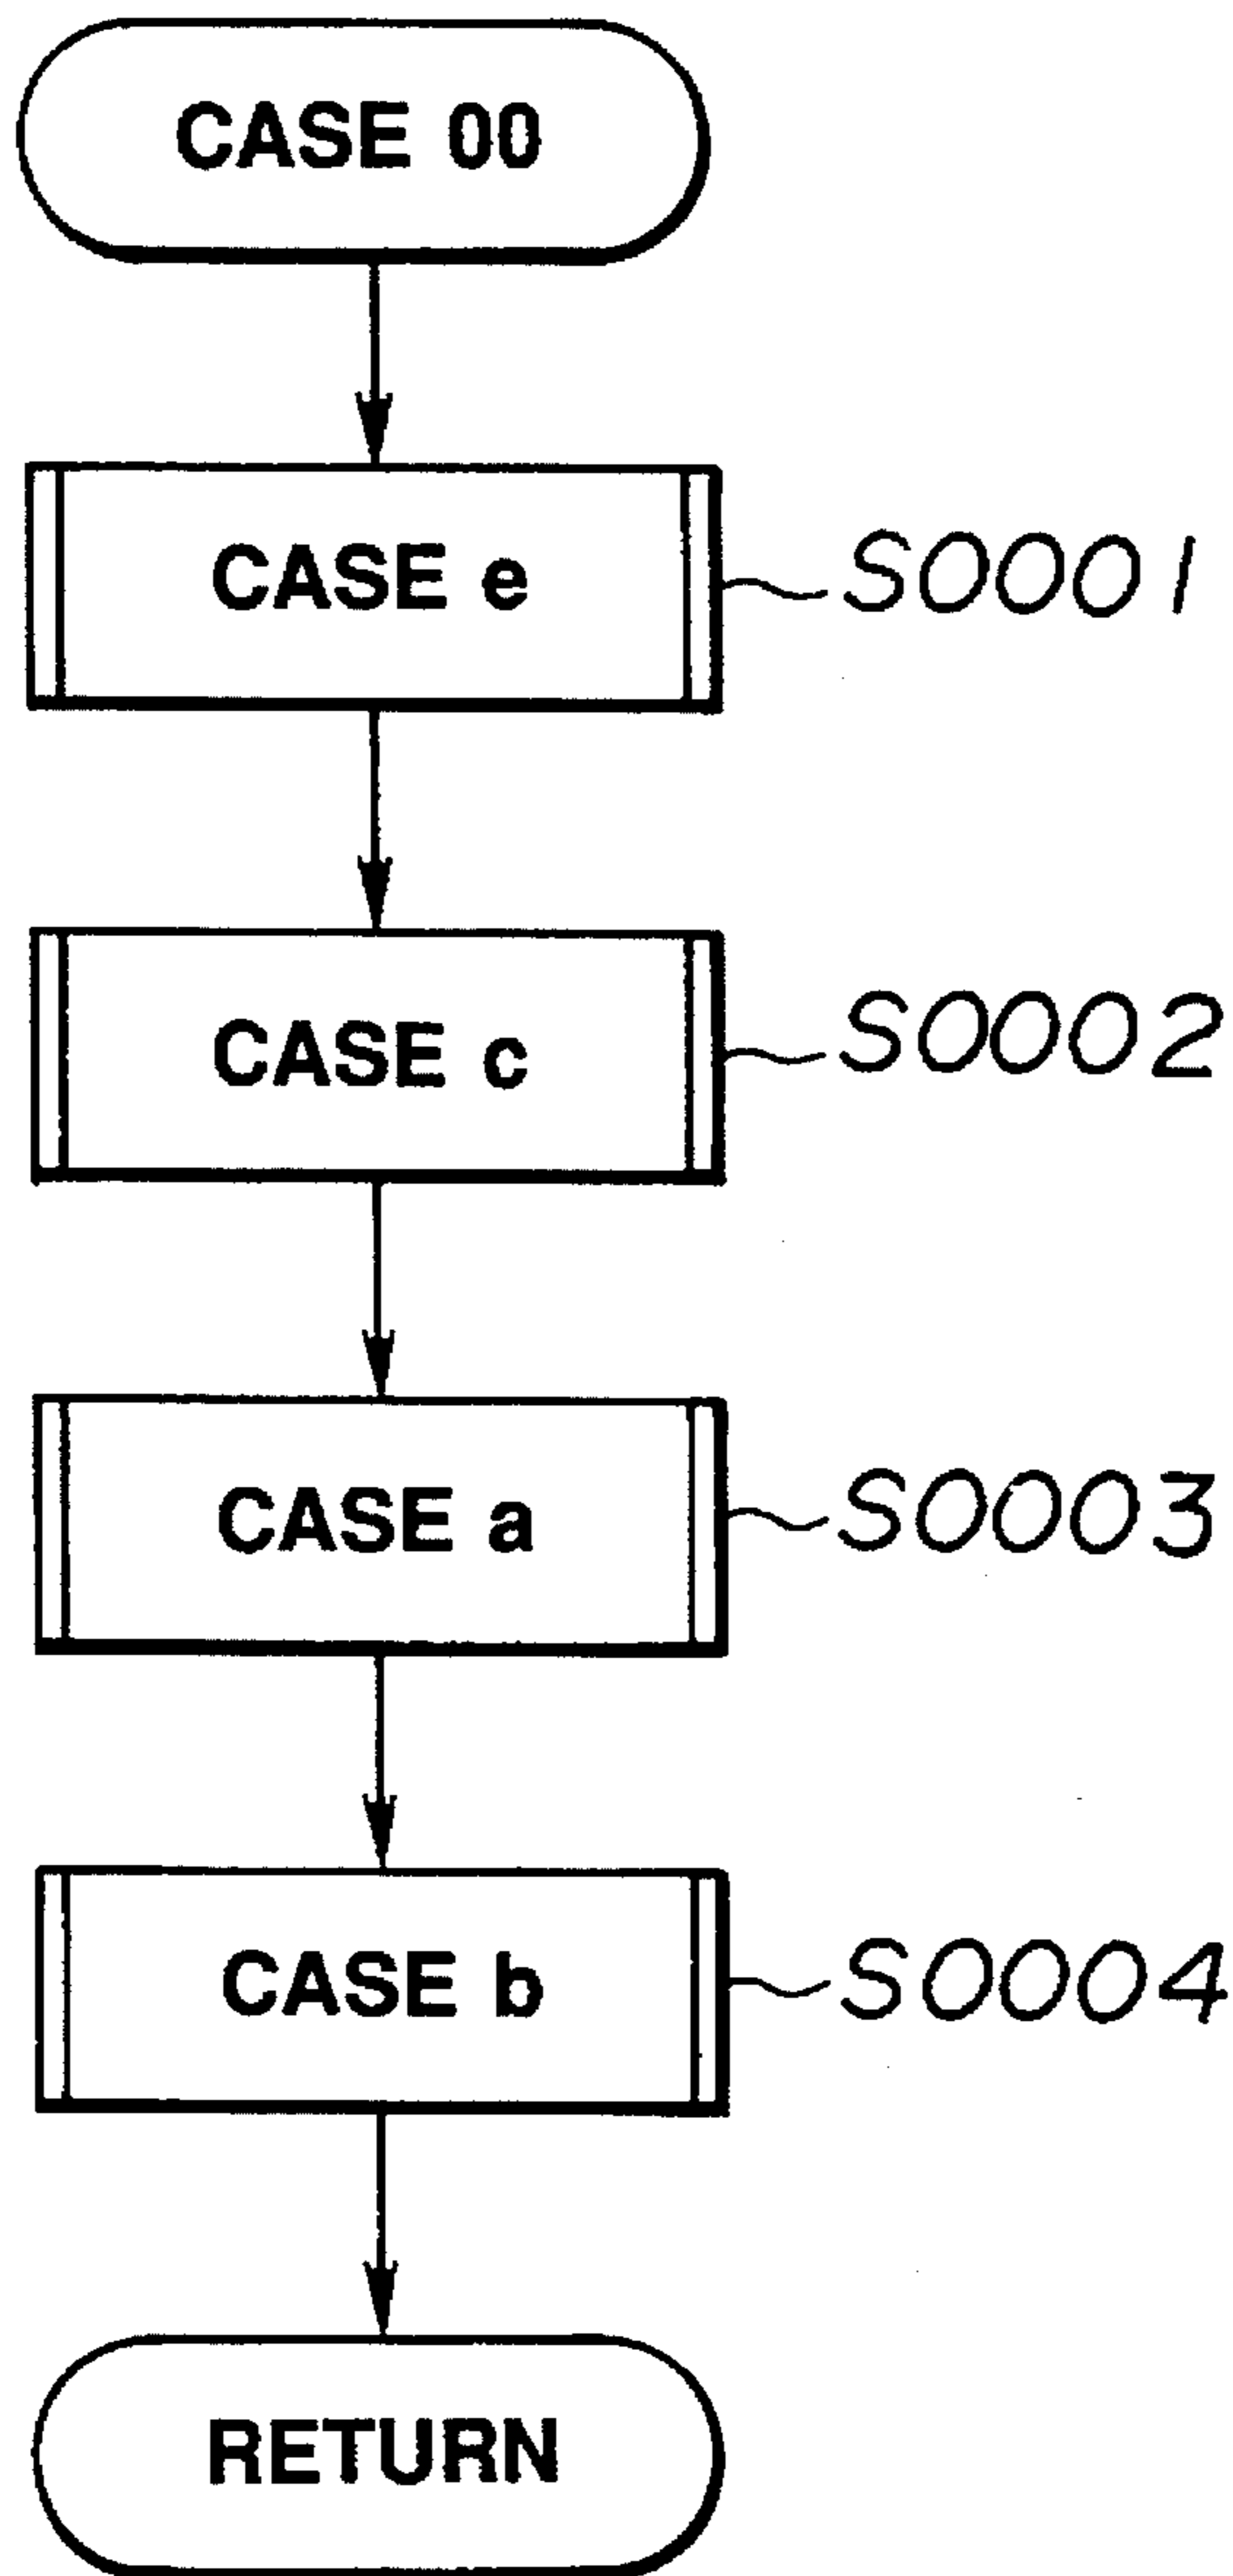 CASE 00
CASE e
S0001
CASE c
S0002
CASE a
S0003
CASE b
S0004
RETURN